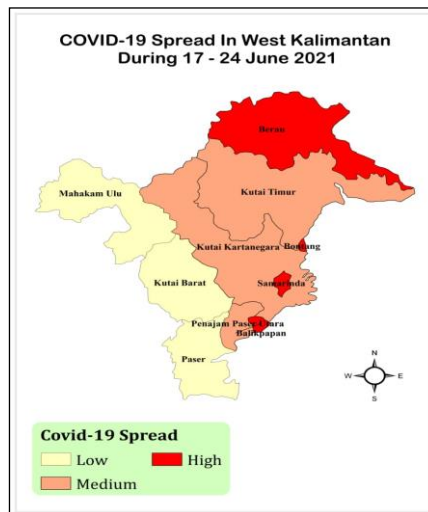 COVID-19 Spread In West Kalimantan
During 17 - 24 June 2021
Berau
Mahakam Ulu
Kutai Timur
Kutai Kartanegara
Bontang
Kutai Barat
Samarinda
Penajam Paser Utara
Balikpapan
Paser
N
W
E
S
Covid-19 Spread
Low
High
Medium